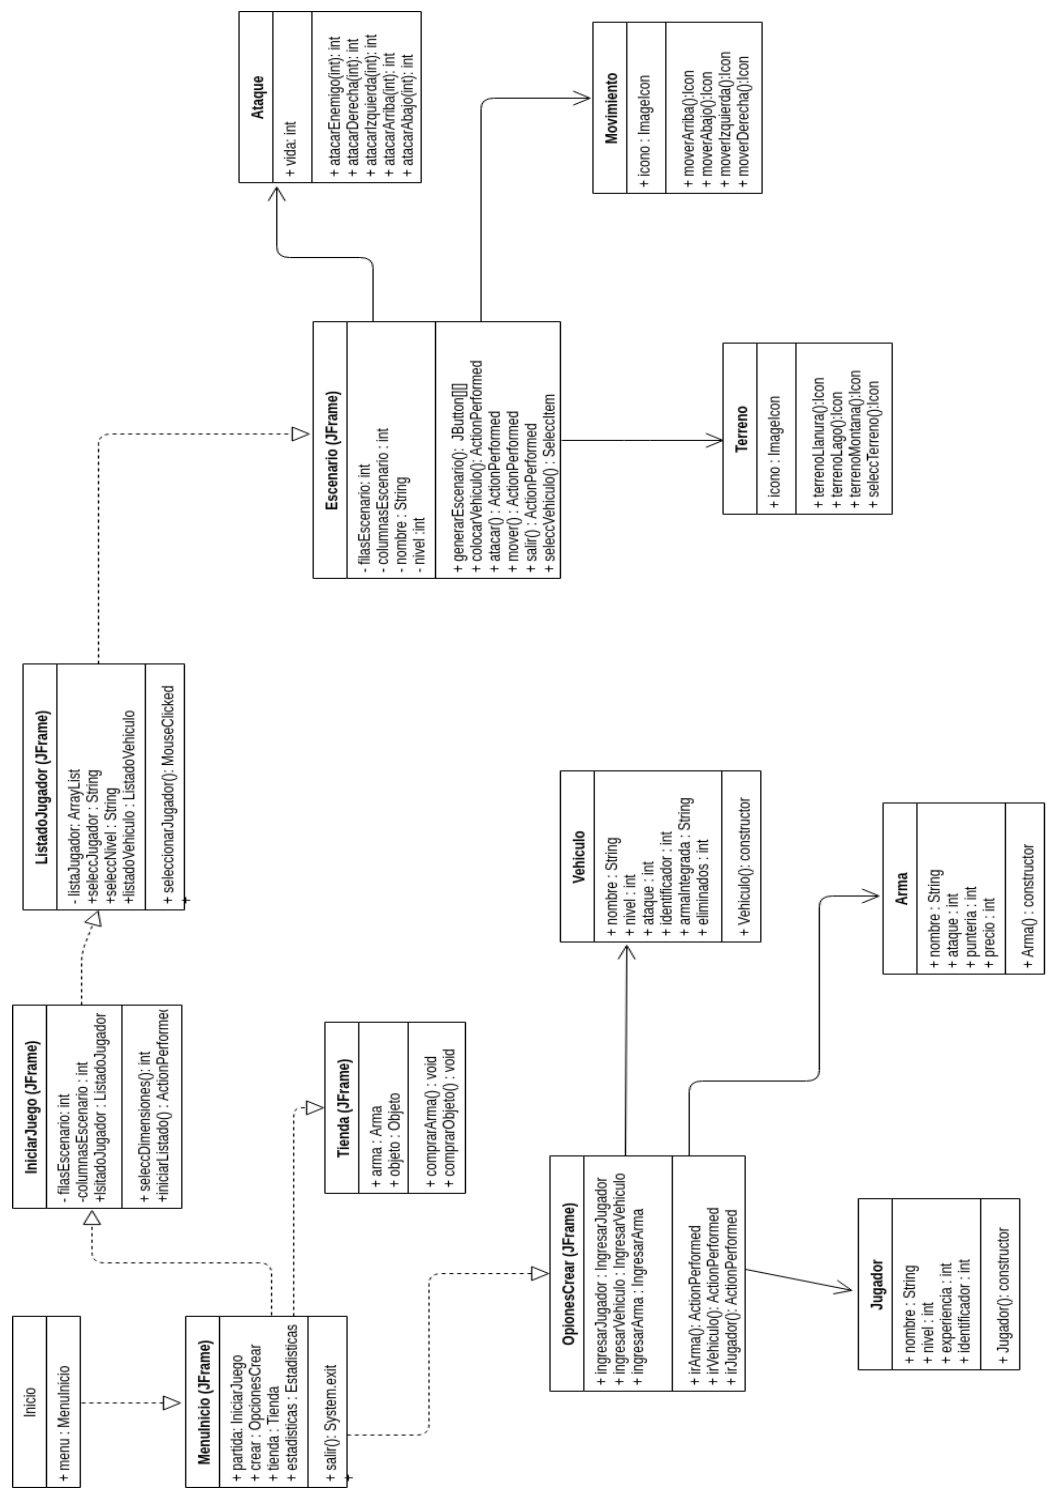 Inicio
+ menu : MenuInicio
MenuInicio (JFrame)
+ partida: IniciarJuego
+ crear : OpcionesCrear
+ tienda : Tienda
+ estadisticas : Estadisticas
+ salir(): System.exit
+
IniciarJuego (JFrame)
- filasEscenario: int
-columnasEscenario : int
+lsitadoJugador : ListadoJugador
+ seleccDimensiones(): int
+iniciarListado() : ActionPerformed
ListadoJugador (JFrame)
- listaJugador: ArrayList
+seleccJugador : String
+seleccNivel : String
+listadoVehiculo : ListadoVehiculo
+ seleccionarJugador(): MouseClicked
+
Tienda (JFrame)
+ arma : Arma
+ objeto : Objeto
+ comprarArma() : void
+ comprarObjeto() : void
OpionesCrear (JFrame)
+ ingresarJugador : IngresarJugador
+ ingresarVehiculo : IngresarVehiculo
+ ingresarArma : IngresarArma
+ irArma(): ActionPerformed
+ irVehiculo(): ActionPerformed
+ irJugador(): ActionPerformed
Vehiculo
+ nombre : String
+ nivel : int
+ ataque : int
+ identificador : int
+ armaIntegrada : String
+ eliminados : int
+ Vehiculo(): constructor
Arma
+ nombre : String
+ ataque : int
+ punteria : int
+ precio : int
+ Arma() : constructor
Jugador
+ nombre : String
+ nivel : int
+ experiencia : int
+ identificador : int
+ Jugador(): constructor
Escenario (JFrame)
- filasEscenario: int
- columnasEscenario : int
- nombre : String
- nivel :int
+ generarEscenario(): JButton[][]
+ colocarVehiculo(): ActionPerformed
+ atacar() : ActionPerformed
+ mover() : ActionPerformed
+ salir() : ActionPerformed
+ seleccVehiculo() : SeleccItem
Ataque
+ vida: int
+ atacarEnemigo(int): int
+ atacarDerecha(int): int
+ atacarIzquierda(int): int
+ atacarArriba(int): int
+ atacarAbajo(int): int
Movimiento
+ icono : ImageIcon
+ moverArriba():Icon
+ moverAbajo():Icon
+ moverIzquierda():Icon
+ moverDerecha():Icon
Terreno
+ icono : ImageIcon
+ terrenoLlanura():Icon
+ terrenoLago():Icon
+ terrenoMontana():Icon
+ seleccTerreno():Icon